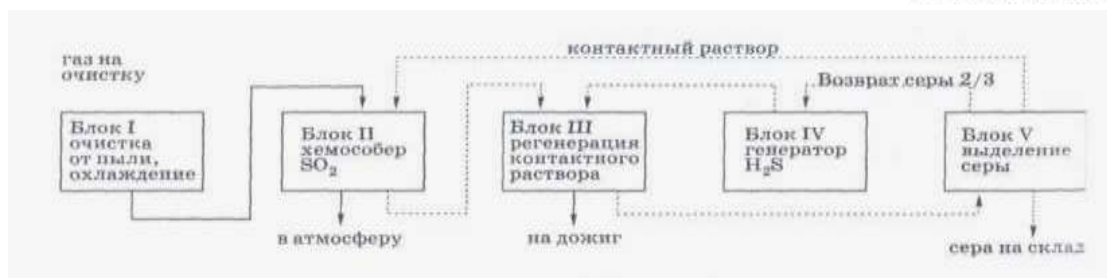 газ на
очистку
контактный раствор
Возврат серы 2/3
Блок I
очистка
от пыли,
охлаждение
Блок II
хемособер
SO₂
Блок III
регенерация
контактного
раствора
Блок IV
генератор
H₂S
Блок V
выделение
серы
в атмосферу
на дожиг
сера на склад